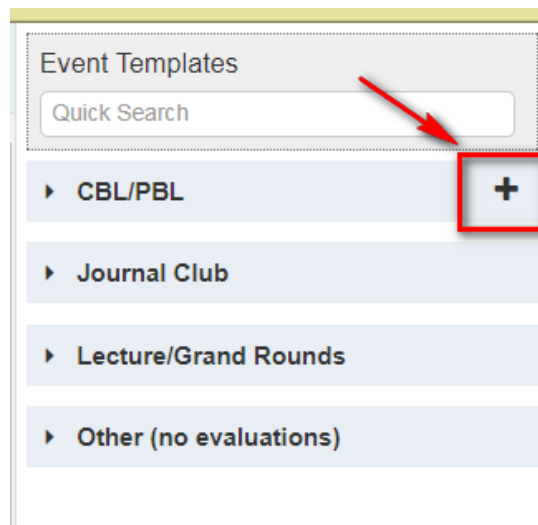 Event Templates
Quick Search
CBL/PBL
Journal Club
Lecture/Grand Rounds
Other (no evaluations)